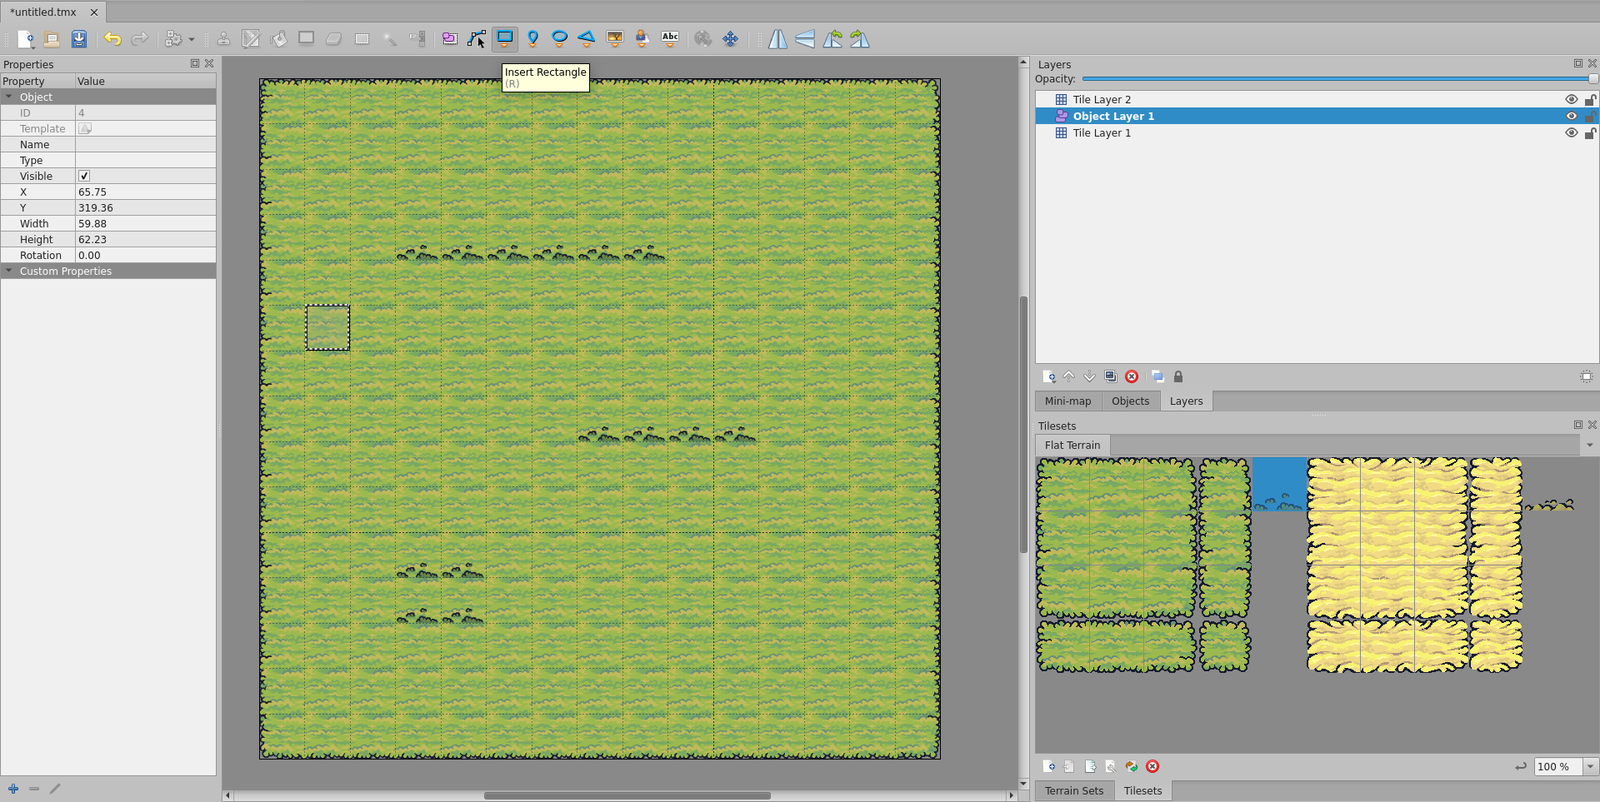 *untitled.tmx
Abc
Insert Rectangle
(R)
Properties
Property Value
Object
ID 4
Template
Name
Type
Visible
X 65.75
Y 319.36
Width 59.88
Height 62.23
Rotation 0.00
Custom Properties
Layers
Opacity:
Tile Layer 2
Object Layer 1
Tile Layer 1
Mini-map Objects Layers
Tilesets
Flat Terrain
100 %
Terrain Sets Tilesets